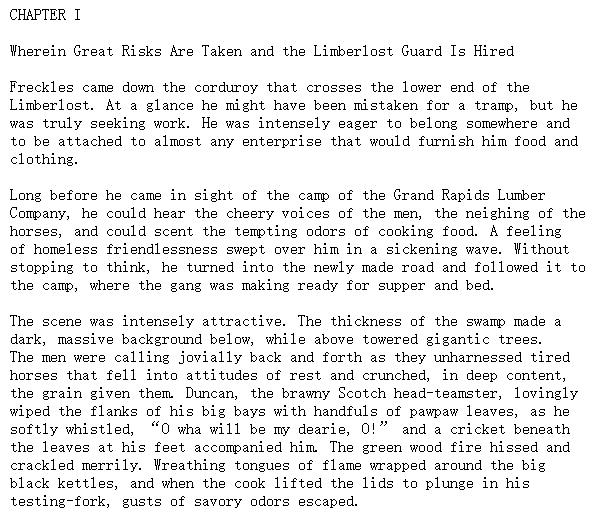 CHAPTER I
Wherein Great Risks Are Taken and the Limberlost Guard Is Hired
Freckles came down the corduroy that crosses the lower end of the
Limberlost. At a glance he might have been mistaken for a tramp, but he
was truly seeking work. He was intensely eager to belong somewhere and
to be attached to almost any enterprise that would furnish him food and
clothing.
Long before he came in sight of the camp of the Grand Rapids Lumber
Company, he could hear the cheery voices of the men, the neighing of the
horses, and could scent the tempting odors of cooking food. A feeling
of homeless friendlessness swept over him in a sickening wave. Without
stopping to think, he turned into the newly made road and followed it to
the camp, where the gang was making ready for supper and bed.
The scene was intensely attractive. The thickness of the swamp made a
dark, massive background below, while above towered gigantic trees.
The men were calling jovially back and forth as they unharnessed tired
horses that fell into attitudes of rest and crunched, in deep content,
the grain given them. Duncan, the brawny Scotch head-teamster, lovingly
wiped the flanks of his big bays with handfuls of pawpaw leaves, as he
softly whistled, “O wha will be my dearie, O!” and a cricket beneath
the leaves at his feet accompanied him. The green wood fire hissed and
crackled merrily. Wreathing tongues of flame wrapped around the big
black kettles, and when the cook lifted the lids to plunge in his
testing-fork, gusts of savory odors escaped.